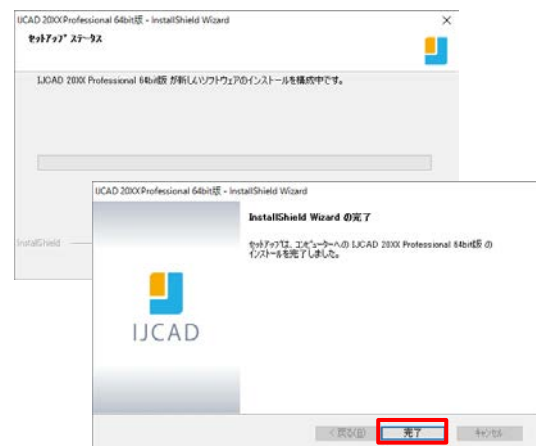 IJCAD 20XX Professional 64bit版 - InstallShield Wizard
セットアップ ステータス
IJCAD 20XX Professional 64bit版 が新しいソフトウェアのインストールを構成中です。
InstallShield
IJCAD 20XX Professional 64bit版 - InstallShield Wizard
InstallShield Wizard の完了
セットアップは、コンピューターへの IJCAD 20XX Professional 64bit版 の
インストールを完了しました。
IJCAD
< 戻る(B)
完了
キャンセル